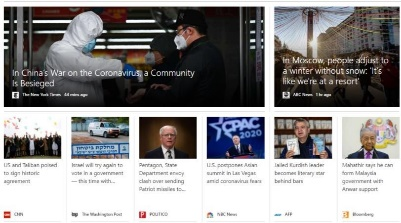 In China's War on the Coronavirus, a Community
Is Besieged
The New York Times 44 mins ago
In Moscow, people adjust to
a winter without snow: 'It's
like we're at a resort'
ABC News 1 hr ago
US and Taliban poised
to sign historic
agreement
CNN
Israel will try again to
vote in a government
— this time with...
The Washington Post
Pentagon, State
Department envoy
clash over sending
Patriot missiles to...
POLITICO
CPAC
2020
U.S. postpones Asian
summit in Las Vegas
amid coronavirus fears
NBC News
Jailed Kurdish leader
becomes literary star
behind bars
AFP
Mahathir says he can
form Malaysia
government with
Anwar support
Bloomberg